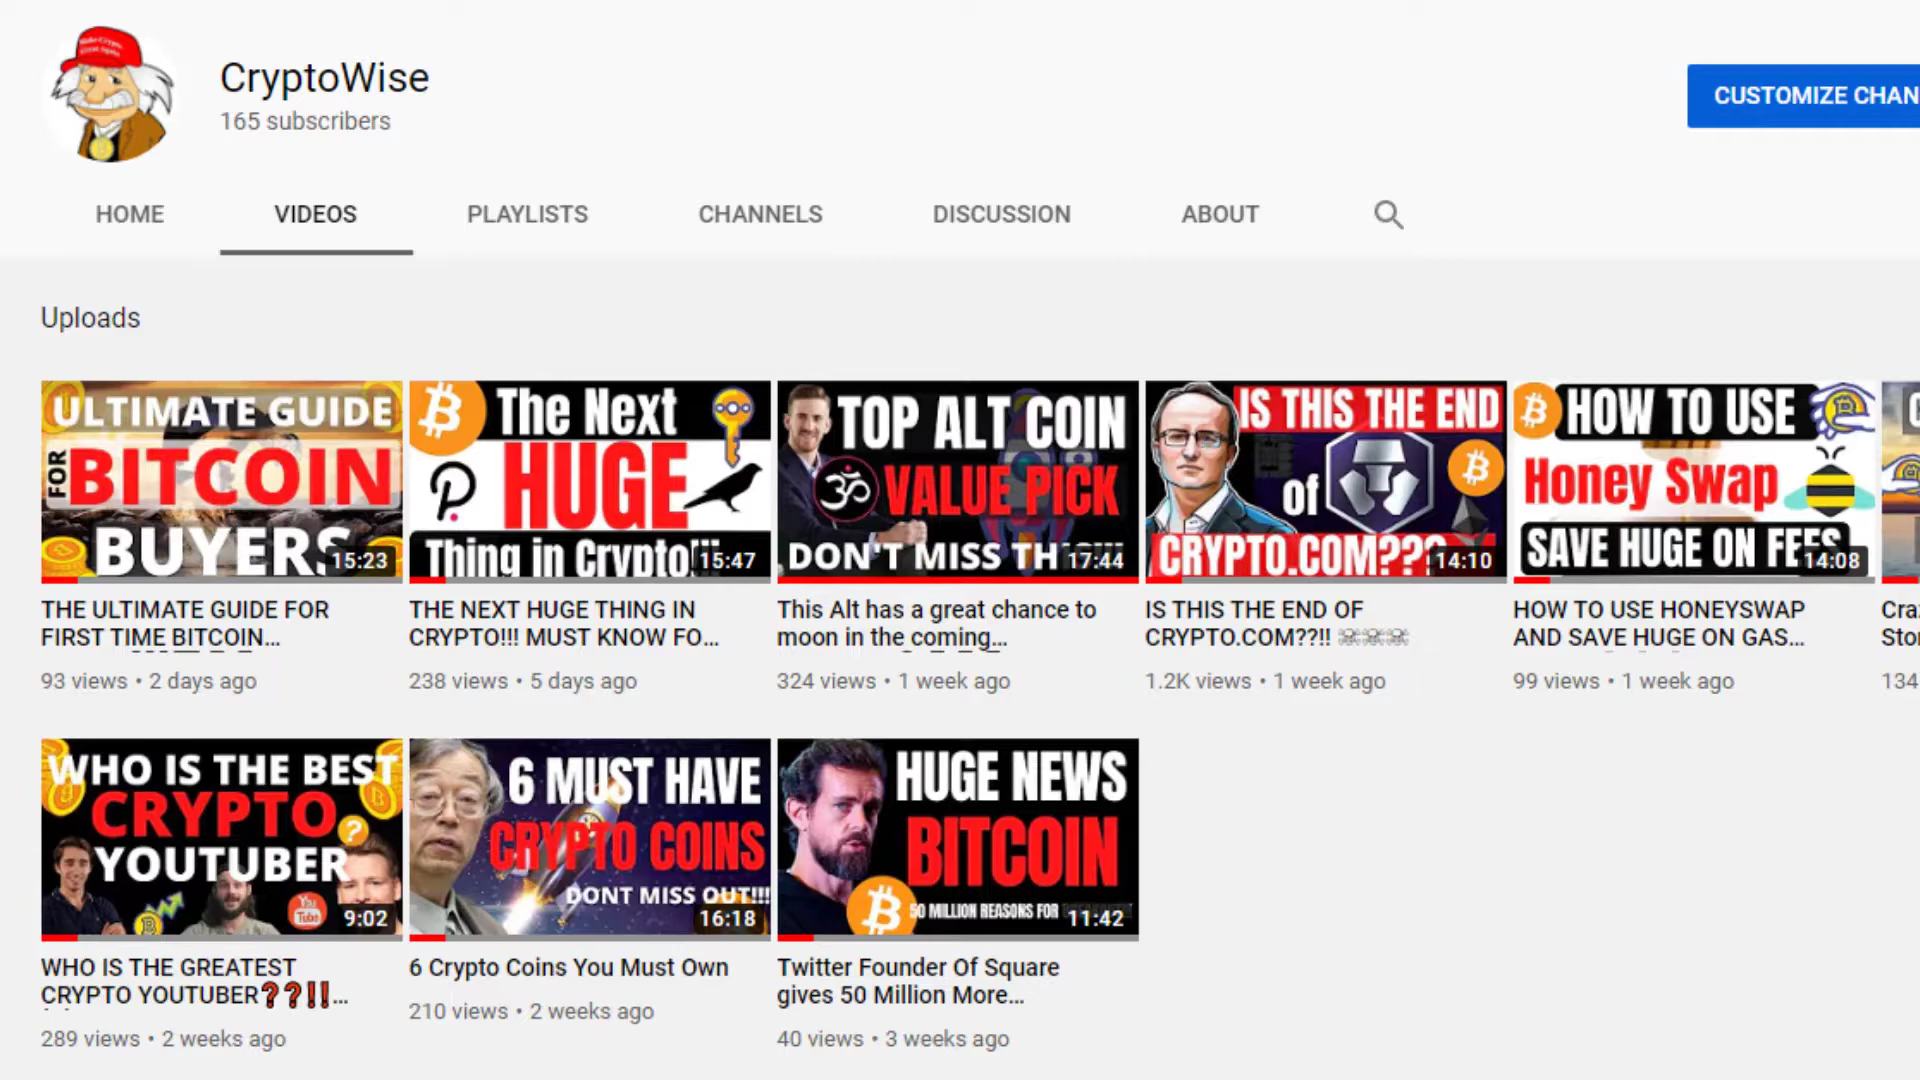 Make Crypto
Great Again
CryptoWise
165 subscribers
CUSTOMIZE CHAN
HOME
VIDEOS
PLAYLISTS
CHANNELS
DISCUSSION
ABOUT
Uploads
ULTIMATE GUIDE
FOR
BITCOIN
BUYERS
15:23
The Next
HUGE
Thing in Crypto!!!
15:47
TOP ALT COIN
VALUE PICK
DON'T MISS TH
17:44
IS THIS THE END
of
CRYPTO.COM???
14:10
HOW TO USE
Honey Swap
SAVE HUGE ON FEES
14:08
THE ULTIMATE GUIDE FOR
FIRST TIME BITCOIN...
93 views • 2 days ago
THE NEXT HUGE THING IN
CRYPTO!!! MUST KNOW FO...
238 views • 5 days ago
This Alt has a great chance to
moon in the coming...
324 views • 1 week ago
IS THIS THE END OF
CRYPTO.COM??!! ☠☠☠
1.2K views • 1 week ago
HOW TO USE HONEYSWAP
AND SAVE HUGE ON GAS...
99 views • 1 week ago
Craz
Stor
134
WHO IS THE BEST
CRYPTO
YOUTUBER
You
Tube
9:02
6 MUST HAVE
CRYPTO COINS
DONT MISS OUT!!!
16:18
HUGE NEWS
BITCOIN
50 MILLION REASONS FOR
11:42
WHO IS THE GREATEST
CRYPTO YOUTUBER❓❓‼️...
289 views • 2 weeks ago
6 Crypto Coins You Must Own
210 views • 2 weeks ago
Twitter Founder Of Square
gives 50 Million More...
40 views • 3 weeks ago